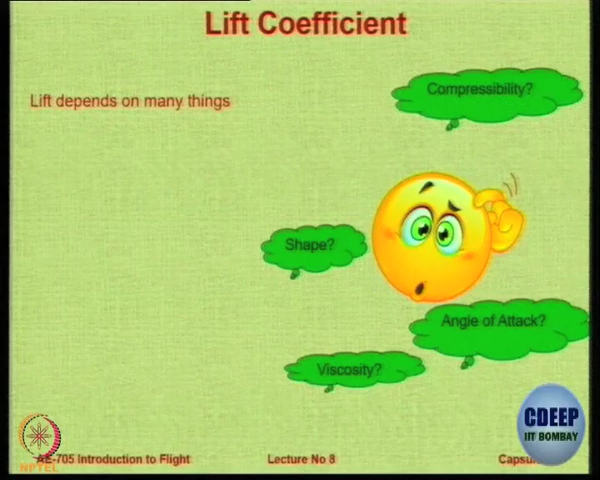 Lift Coefficient
Lift depends on many things
Compressibility?
Shape?
Angle of Attack?
Viscosity?
CDEEP
IIT BOMBAY
NPTEL
AE-705 Introduction to Flight
Lecture No 8